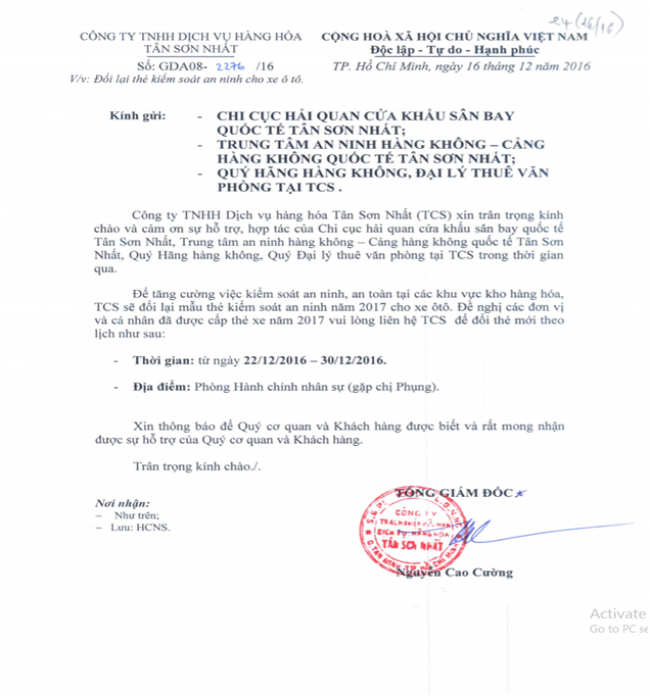 CÔNG TY TNHH DỊCH VỤ HÀNG HÓA
TÂN SƠN NHẤT
Số: GDA08- 2276 /16
V/v: Đổi lại thẻ kiểm soát an ninh cho xe ô tô.
CỘNG HOÀ XÃ HỘI CHỦ NGHĨA VIỆT NAM
Độc lập - Tự do - Hạnh phúc
TP. Hồ Chí Minh, ngày 16 tháng 12 năm 2016
Kính gửi: - CHI CỤC HẢI QUAN CỬA KHẨU SÂN BAY
QUỐC TẾ TÂN SƠN NHẤT;
- TRUNG TÂM AN NINH HÀNG KHÔNG – CẢNG
HÀNG KHÔNG QUỐC TẾ TÂN SƠN NHẤT;
- QUÝ HÃNG HÀNG KHÔNG, ĐẠI LÝ THUÊ VĂN
PHÒNG TẠI TCS .
Công ty TNHH Dịch vụ hàng hóa Tân Sơn Nhất (TCS) xin trân trọng kính
chào và cảm ơn sự hỗ trợ, hợp tác của Chi cục hải quan cửa khẩu sân bay quốc tế
Tân Sơn Nhất, Trung tâm an ninh hàng không – Cảng hàng không quốc tế Tân Sơn
Nhất, Quý Hãng hàng không, Quý Đại lý thuê văn phòng tại TCS trong thời gian
qua.
Để tăng cường việc kiểm soát an ninh, an toàn tại các khu vực kho hàng hóa,
TCS sẽ đổi lại mẫu thẻ kiểm soát an ninh năm 2017 cho xe ôtô. Đề nghị các đơn vị
và cá nhân đã được cấp thẻ xe năm 2017 vui lòng liên hệ TCS để đổi thẻ mới theo
lịch như sau:
- Thời gian: từ ngày 22/12/2016 – 30/12/2016.
- Địa điểm: Phòng Hành chính nhân sự (gặp chị Phụng).
Xin thông báo để Quý cơ quan và Khách hàng được biết và rất mong nhận
được sự hỗ trợ của Quý cơ quan và Khách hàng.
Trân trọng kính chào./.
Nơi nhận:
– Như trên;
– Lưu: HCNS.
TỔNG GIÁM ĐỐC
CÔNG TY
DỊCH VỤ HÀNG HÓA
TÂN SƠN NHẤT
Nguyễn Cao Cường
Activate
Go to PC se